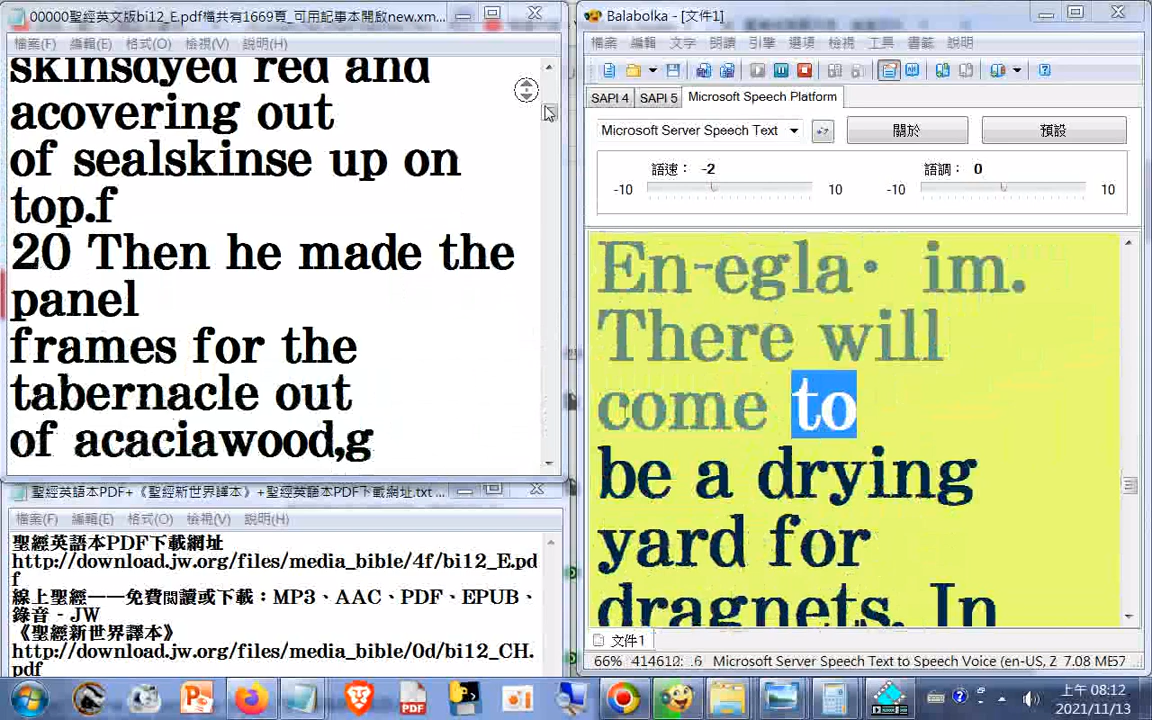 00000聖經英文版bi12_E.pdf檔共有1669頁_可用記事本開啟new.xm...
檔案(F) 編輯(E) 格式(O) 檢視(V) 說明(H)
skinsdyed red and
acovering out
of sealskinse up on
top.f
20 Then he made the
panel
frames for the
tabernacle out
of acaciawood,g
聖經英語本PDF+《聖經新世界譯本》+聖經英語本PDF下載網址.txt ...
檔案(F) 編輯(E) 格式(O) 檢視(V) 說明(H)
聖經英語本PDF下載網址
http://download.jw.org/files/media_bible/4f/bi12_E.pd
f
線上聖經——免費閱讀或下載：MP3、AAC、PDF、EPUB、
錄音 - JW
《聖經新世界譯本》
http://download.jw.org/files/media_bible/0d/bi12_CH.
pdf
Balabolka - [文件1]
檔案 編輯 文字 朗讀 引擎 選項 檢視 工具 書籤 說明
SAPI 4 SAPI 5 Microsoft Speech Platform
Microsoft Server Speech Text 關於 預設
語速： -2 語調： 0
-10 10 -10 10
En-egla· im.
There will
come to
be a drying
yard for
dragnets. In
文件1
66% 414612: .6 Microsoft Server Speech Text to Speech Voice (en-US, Z 7.08 ME57
PDF
上午 08:12
2021/11/13